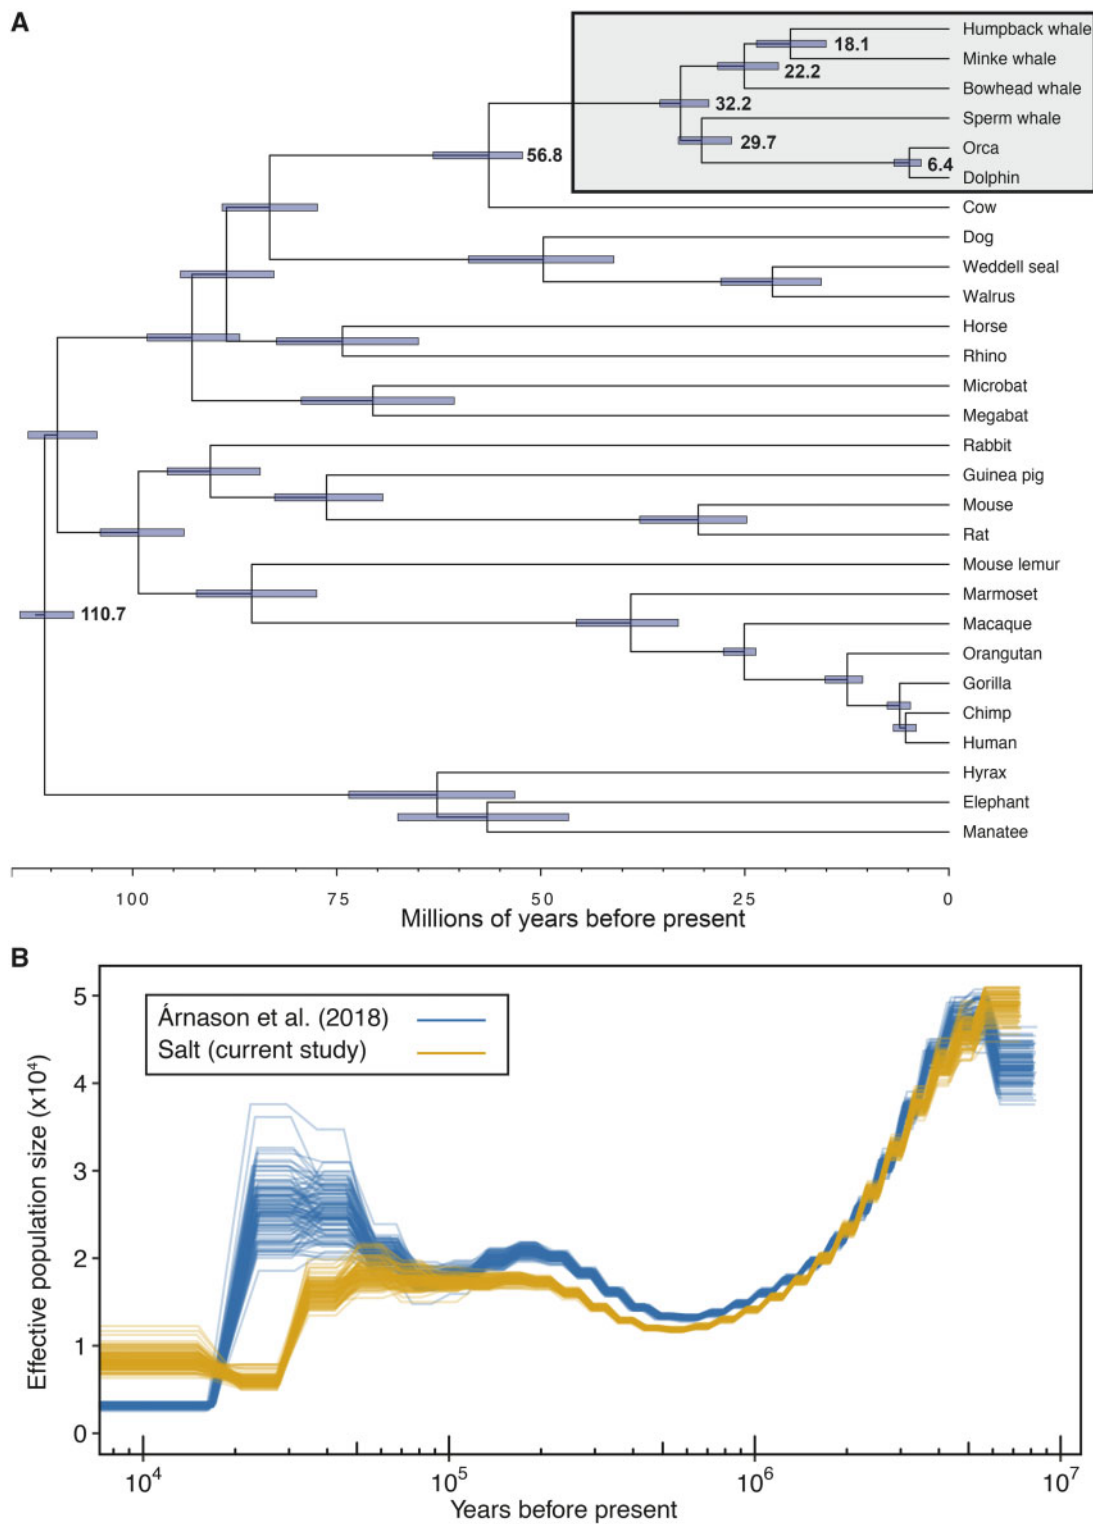 A
Humpback whale
18.1
Minke whale
22.2
Bowhead whale
32.2
Sperm whale
29.7
Orca
56.8
6.4
Dolphin
Cow
Dog
Weddell seal
Walrus
Horse
Rhino
Microbat
Megabat
Rabbit
Guinea pig
Mouse
Rat
Mouse lemur
Marmoset
110.7
Macaque
Orangutan
Gorilla
Chimp
Human
Hyrax
Elephant
Manatee
100 75 50 25 0
Millions of years before present
B
Effective population size (x10⁴)
5
4
3
2
1
0
Árnason et al. (2018)
Salt (current study)
10⁴ 10⁵ 10⁶ 10⁷
Years before present